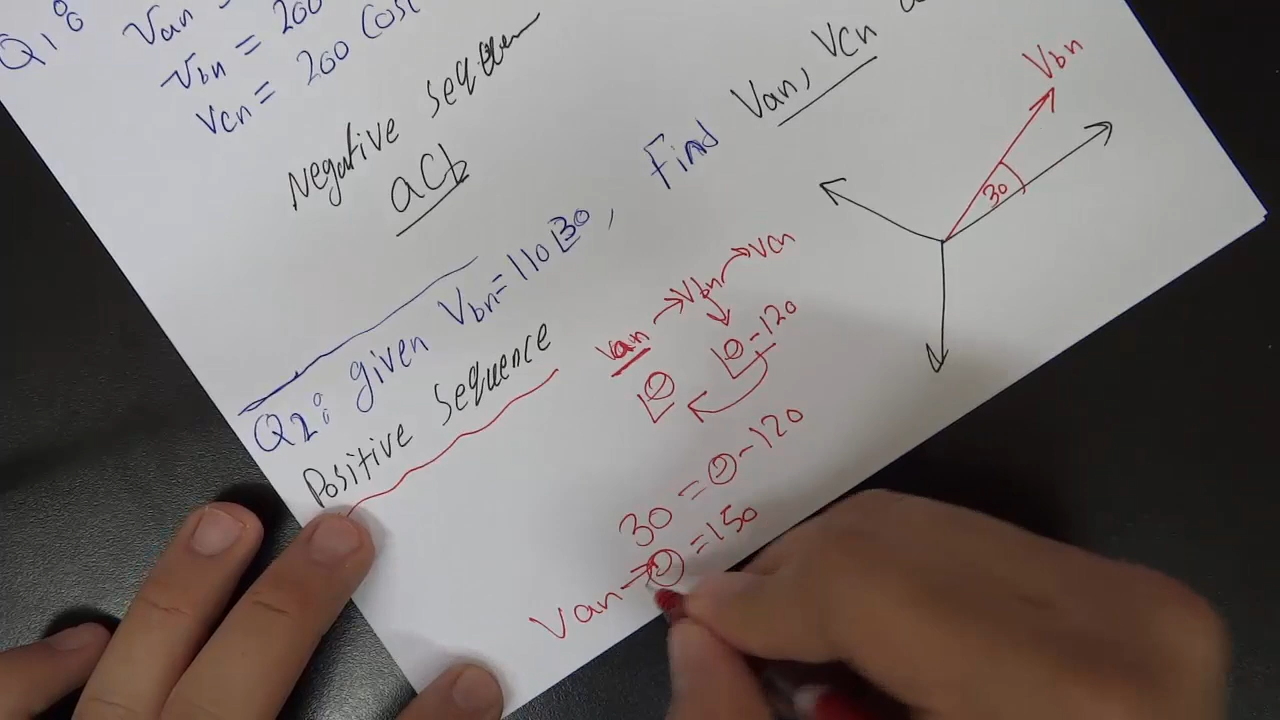 Q1: Van =
Vbn = 200
Vcn = 200 Cos(
Negative Sequen
acb
Q2: given Vbn=110∠30, Find Van, Vcn
Positive Sequence
Van → Vbn → Vcn
∠θ ∠θ-120
30 = θ-120
θ = 150
Van → θ
Vbn
30